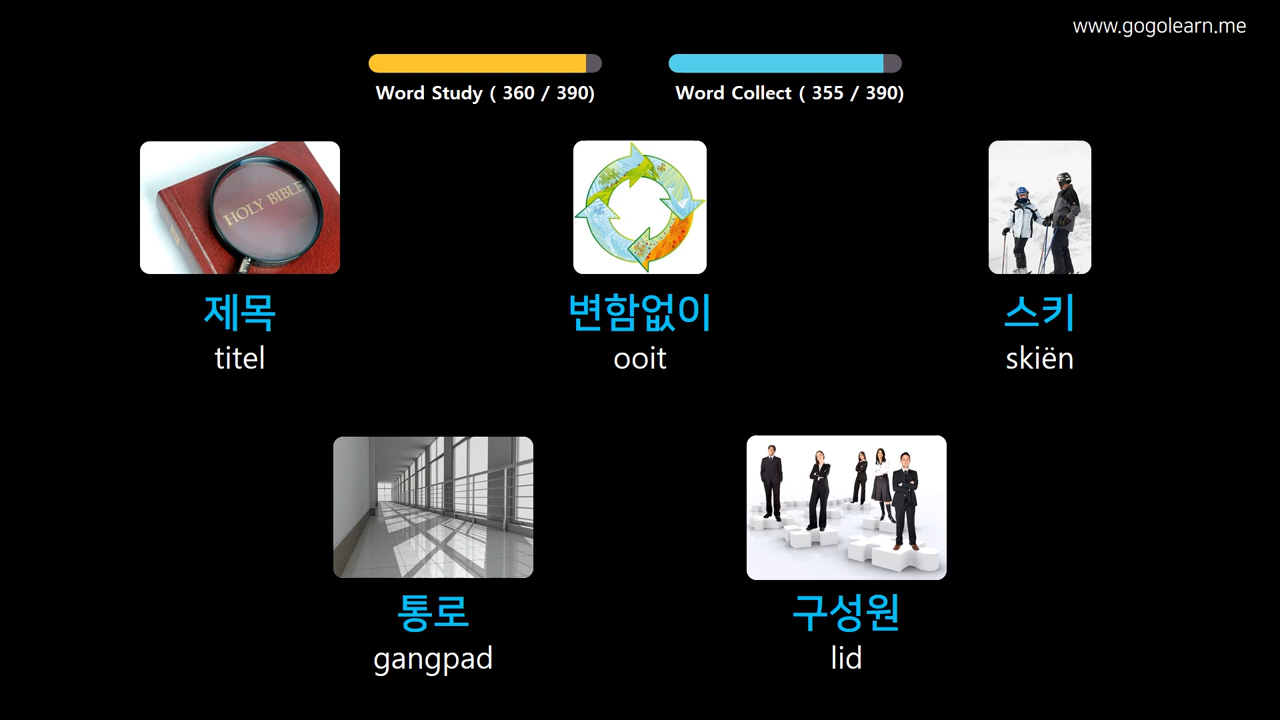 www.gogolearn.me
Word Study ( 360 / 390)
Word Collect ( 355 / 390)
HOLY BIBLE
제목
titel
변함없이
ooit
스키
skiën
통로
gangpad
구성원
lid